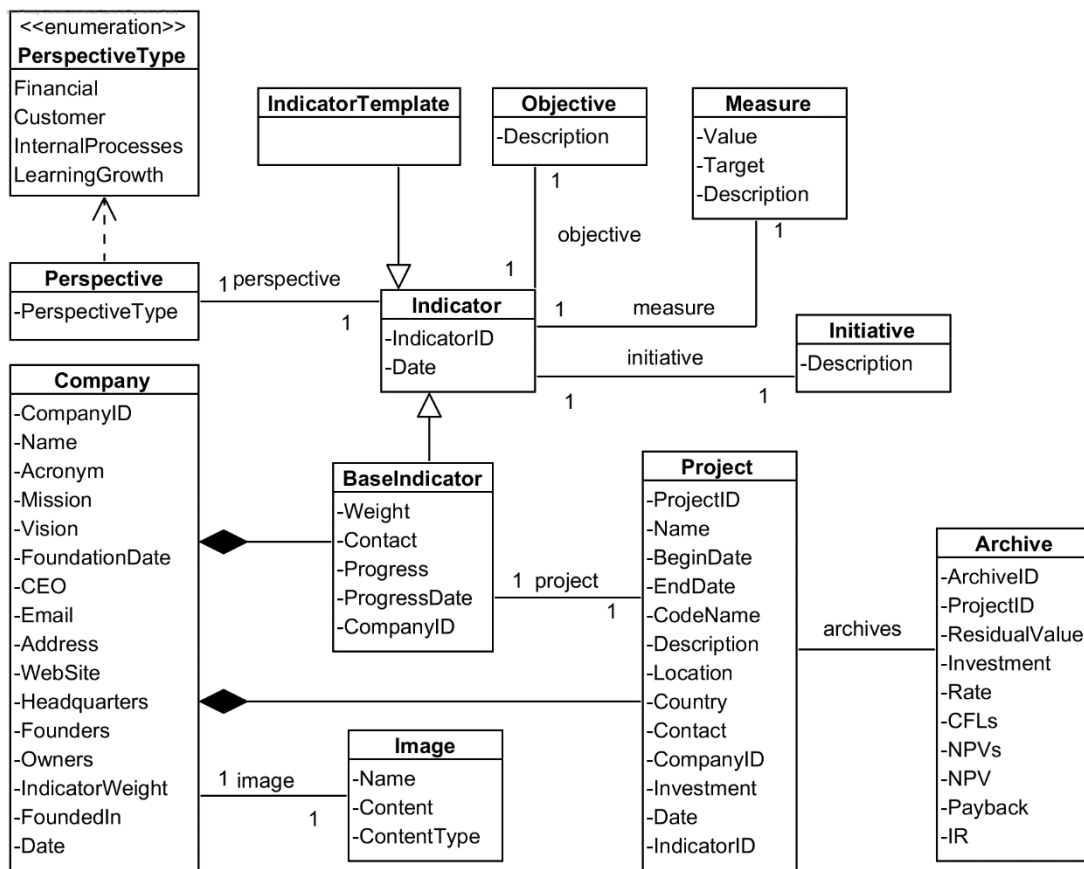 <<enumeration>>
PerspectiveType
Financial
Customer
InternalProcesses
LearningGrowth
IndicatorTemplate
Objective
-Description
Measure
-Value
-Target
-Description
1
objective
1
1
Perspective
-PerspectiveType
1 perspective
1
Indicator
-IndicatorID
-Date
1
measure
initiative
1
1
Initiative
-Description
Company
-CompanyID
-Name
-Acronym
-Mission
-Vision
-FoundationDate
-CEO
-Email
-Address
-WebSite
-Headquarters
-Founders
-Owners
-IndicatorWeight
-FoundedIn
-Date
BaseIndicator
-Weight
-Contact
-Progress
-ProgressDate
-CompanyID
1 project
1
Project
-ProjectID
-Name
-BeginDate
-EndDate
-CodeName
-Description
-Location
-Country
-Contact
-CompanyID
-Investment
-Date
-IndicatorID
archives
Archive
-ArchiveID
-ProjectID
-ResidualValue
-Investment
-Rate
-CFLs
-NPVs
-NPV
-Payback
-IR
1 image
1
Image
-Name
-Content
-ContentType